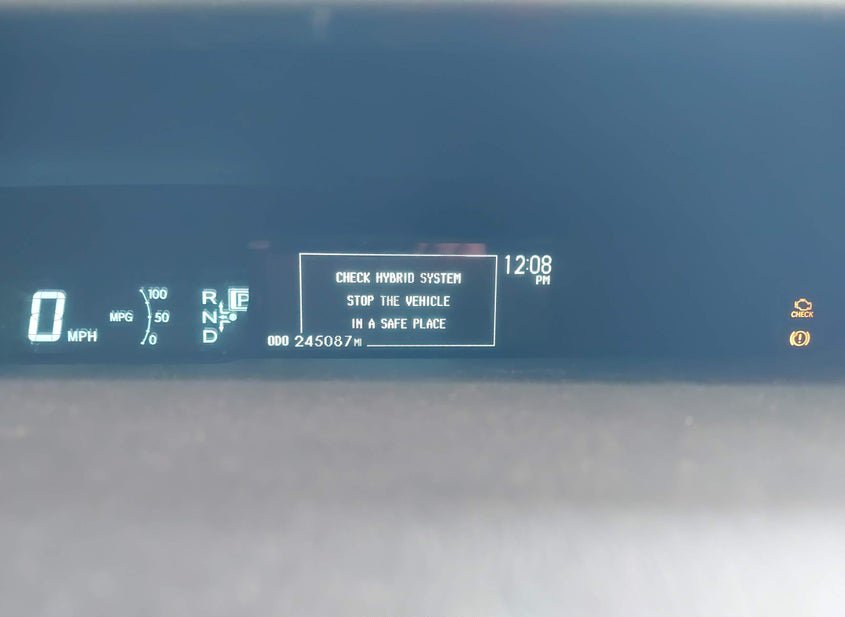 0 MPH
MPG
100
50
0
R
N
D
P
CHECK HYBRID SYSTEM
STOP THE VEHICLE
IN A SAFE PLACE
ODO 245087 MI
12:08
PM
CHECK
(!)